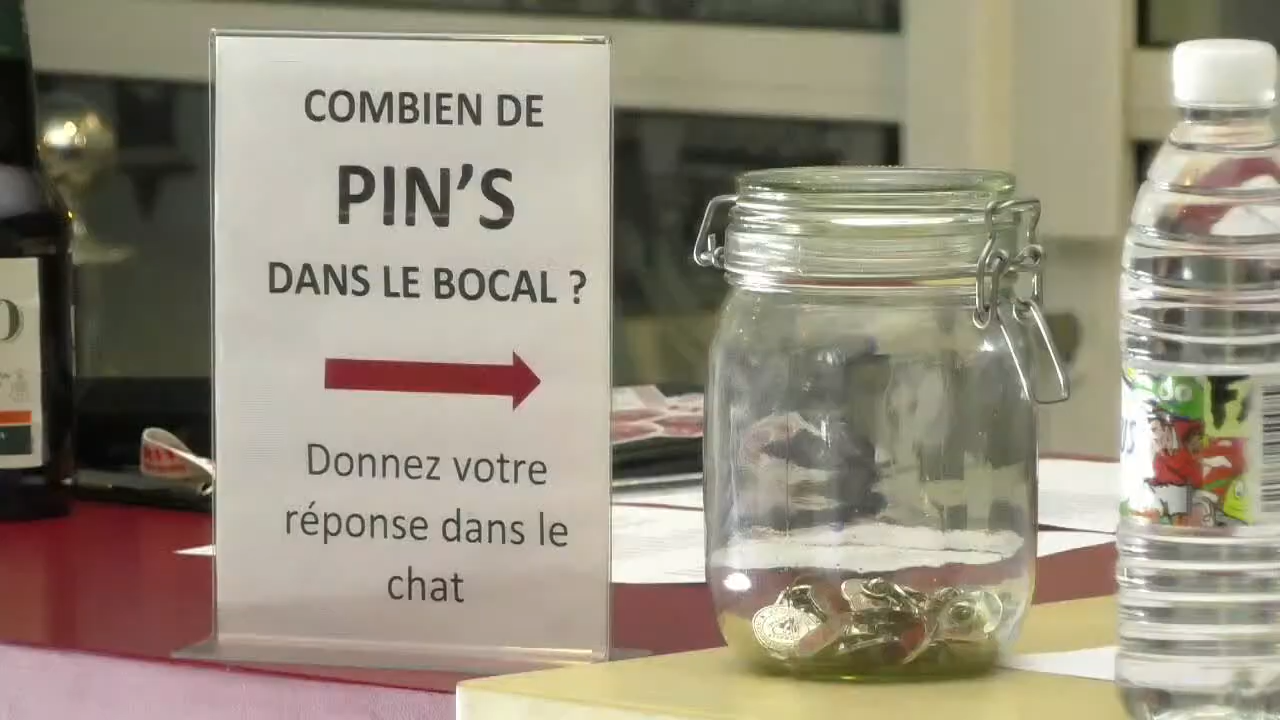 COMBIEN DE
PIN'S
DANS LE BOCAL ?
Donnez votre
réponse dans le
chat